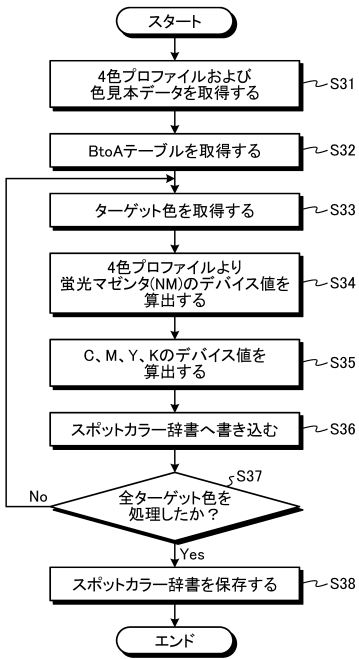 スタート
4色プロファイルおよび
色見本データを取得する
S31
BtoAテーブルを取得する
S32
ターゲット色を取得する
S33
4色プロファイルより
蛍光マゼンタ(NM)のデバイス値を
算出する
S34
C、M、Y、Kのデバイス値を
算出する
S35
スポットカラー辞書へ書き込む
S36
S37
全ターゲット色を
処理したか?
No
Yes
スポットカラー辞書を保存する
S38
エンド